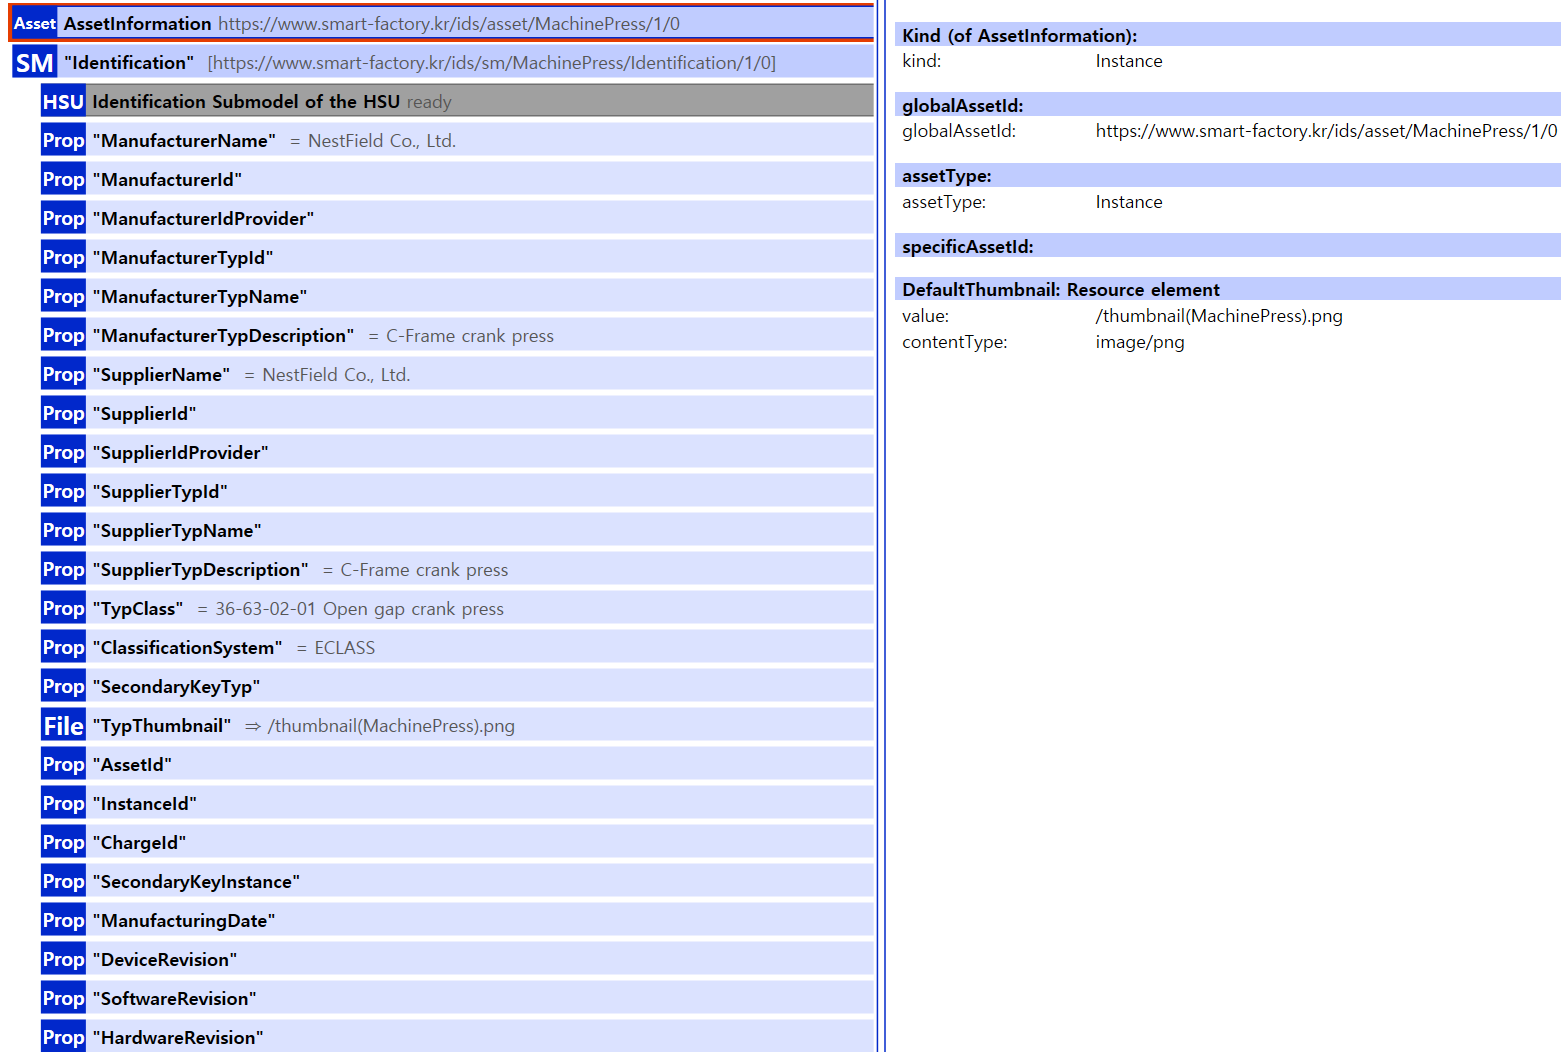 Asset AssetInformation https://www.smart-factory.kr/ids/asset/MachinePress/1/0
SM "Identification" [https://www.smart-factory.kr/ids/sm/MachinePress/Identification/1/0]
HSU Identification Submodel of the HSU ready
Prop "ManufacturerName" = NestField Co., Ltd.
Prop "ManufacturerId"
Prop "ManufacturerIdProvider"
Prop "ManufacturerTypId"
Prop "ManufacturerTypName"
Prop "ManufacturerTypDescription" = C-Frame crank press
Prop "SupplierName" = NestField Co., Ltd.
Prop "SupplierId"
Prop "SupplierIdProvider"
Prop "SupplierTypId"
Prop "SupplierTypName"
Prop "SupplierTypDescription" = C-Frame crank press
Prop "TypClass" = 36-63-02-01 Open gap crank press
Prop "ClassificationSystem" = ECLASS
Prop "SecondaryKeyTyp"
File "TypThumbnail" ⇒ /thumbnail(MachinePress).png
Prop "AssetId"
Prop "InstanceId"
Prop "ChargeId"
Prop "SecondaryKeyInstance"
Prop "ManufacturingDate"
Prop "DeviceRevision"
Prop "SoftwareRevision"
Prop "HardwareRevision"
Kind (of AssetInformation):
kind: Instance
globalAssetId:
globalAssetId: https://www.smart-factory.kr/ids/asset/MachinePress/1/0
assetType:
assetType: Instance
specificAssetId:
DefaultThumbnail: Resource element
value: /thumbnail(MachinePress).png
contentType: image/png